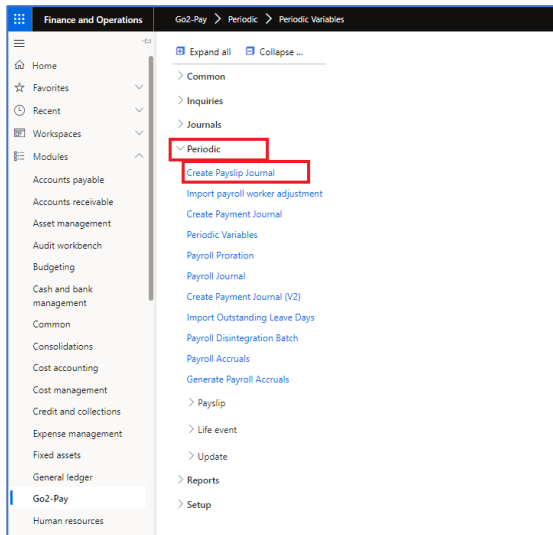 Finance and Operations
Go2-Pay > Periodic > Periodic Variables
Expand all Collapse ...
Home
Favorites
Recent
Workspaces
Modules
Accounts payable
Accounts receivable
Asset management
Audit workbench
Budgeting
Cash and bank
management
Common
Consolidations
Cost accounting
Cost management
Credit and collections
Expense management
Fixed assets
General ledger
Go2-Pay
Human resources
Common
Inquiries
Journals
Periodic
Create Payslip Journal
Import payroll worker adjustment
Create Payment Journal
Periodic Variables
Payroll Proration
Payroll Journal
Create Payment Journal (V2)
Import Outstanding Leave Days
Payroll Disintegration Batch
Payroll Accruals
Generate Payroll Accruals
Payslip
Life event
Update
Reports
Setup